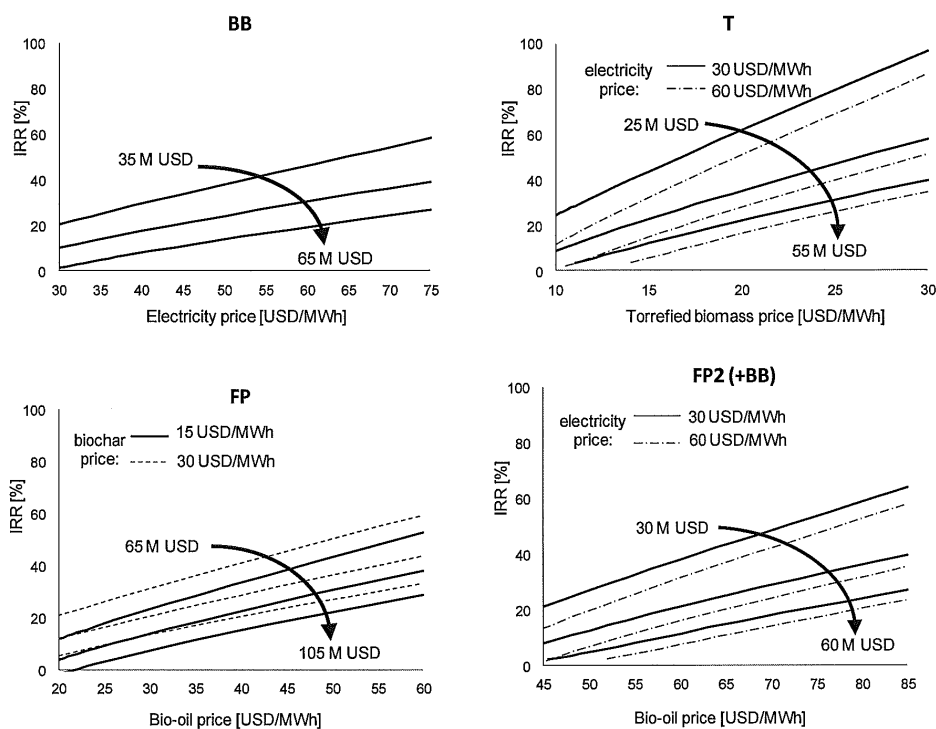 BB
100
80
60
40
20
0
IRR [%]
35 M USD
65 M USD
30 35 40 45 50 55 60 65 70 75
Electricity price [USD/MWh]
T
100
80
60
40
20
0
IRR [%]
electricity price:
30 USD/MWh
60 USD/MWh
25 M USD
55 M USD
10 15 20 25 30
Torrefied biomass price [USD/MWh]
FP
100
80
60
40
20
0
IRR [%]
biochar price:
15 USD/MWh
30 USD/MWh
65 M USD
105 M USD
20 25 30 35 40 45 50 55 60
Bio-oil price [USD/MWh]
FP2 (+BB)
100
80
60
40
20
0
IRR [%]
electricity price:
30 USD/MWh
60 USD/MWh
30 M USD
60 M USD
45 50 55 60 65 70 75 80 85
Bio-oil price [USD/MWh]